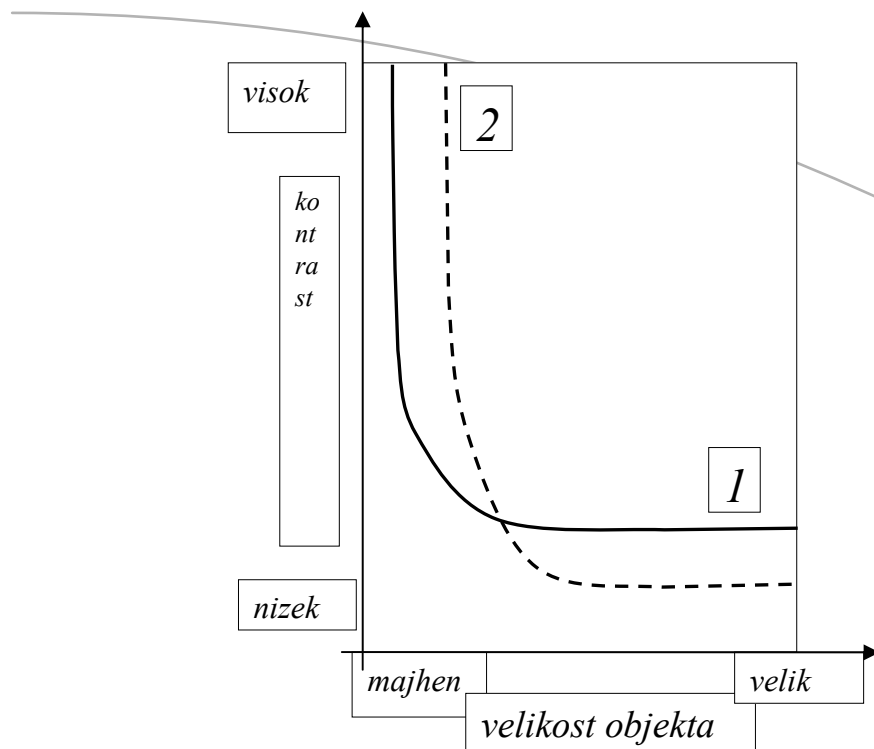 visok
2
ko
nt
ra
st
1
nizek
majhen
velik
velikost objekta